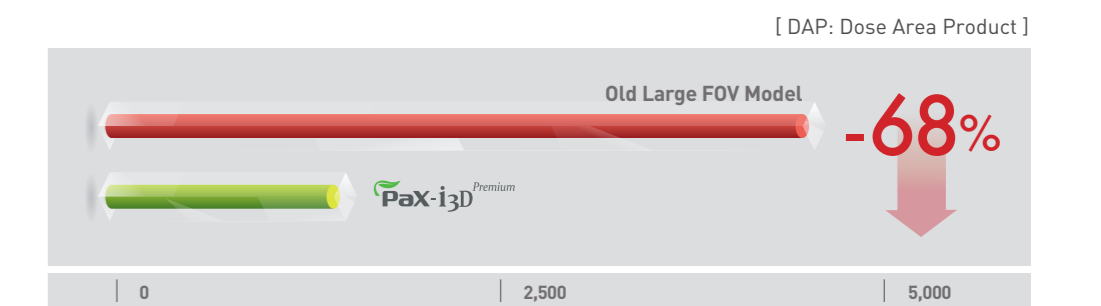 [ DAP: Dose Area Product ]
Old Large FOV Model
-68%
PaX-i3D Premium
0
2,500
5,000